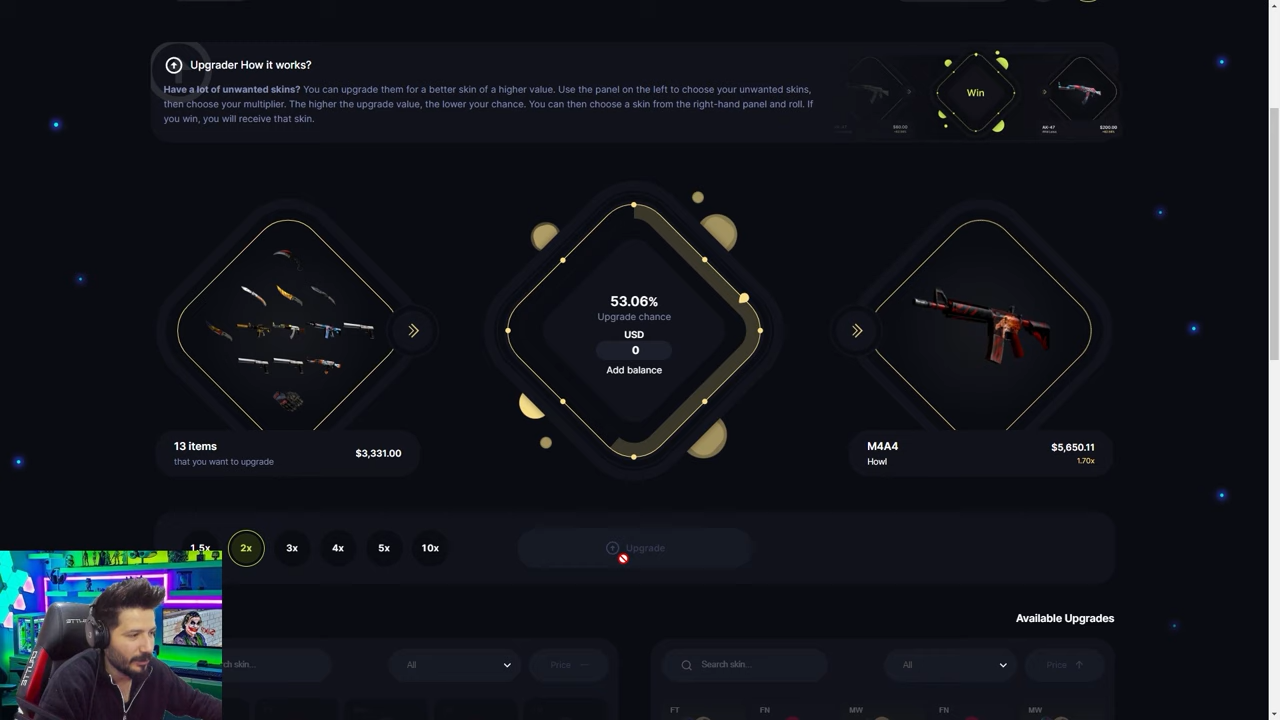 Upgrader How it works?
Have a lot of unwanted skins? You can upgrade them for a better skin of a higher value. Use the panel on the left to choose your unwanted skins,
then choose your multiplier. The higher the upgrade value, the lower your chance. You can then choose a skin from the right-hand panel and roll. If
you win, you will receive that skin.
Win
AK-47
$200.00
53.06%
Upgrade chance
USD
0
Add balance
13 items
that you want to upgrade
$3,331.00
M4A4
Howl
$5,650.11
1.70x
1.5x
2x
3x
4x
5x
10x
Upgrade
Available Upgrades
skin...
All
Price
Search skin...
All
Price
FT
FN
MW
FN
MW